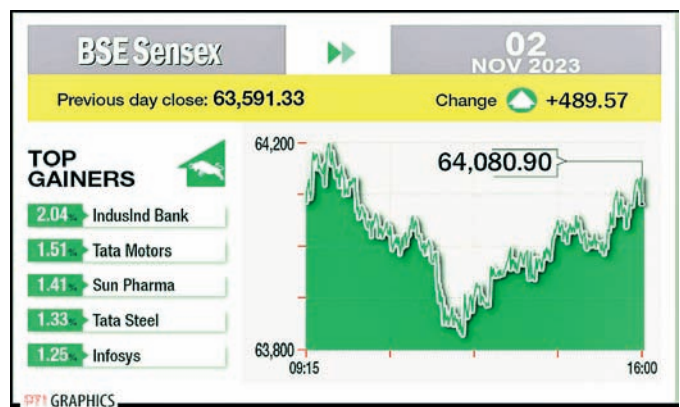 BSE Sensex
02
NOV 2023
Previous day close: 63,591.33
Change +489.57
TOP
GAINERS
2.04% IndusInd Bank
1.51% Tata Motors
1.41% Sun Pharma
1.33% Tata Steel
1.25% Infosys
64,200
64,080.90
63,800
09:15
16:00
PTI GRAPHICS